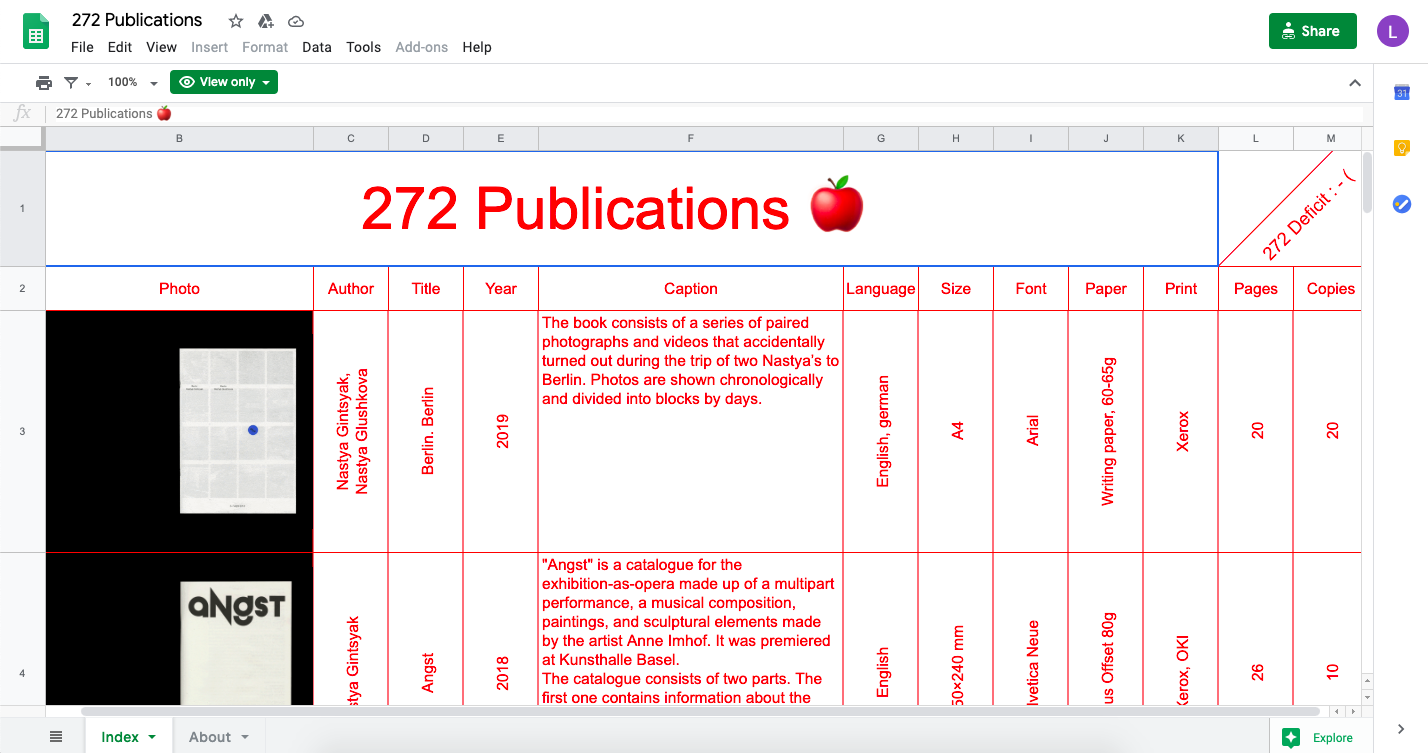 272 Publications
File Edit View Insert Format Data Tools Add-ons Help
Share
L
100%
View only
31
fx
272 Publications 🍎
B C D E F G H I J K L M
1
272 Publications 🍎
272 Deficit : - (
2
Photo Author Title Year Caption Language Size Font Paper Print Pages Copies
3
Nastya Gintsyak,
Nastya Glushkova
Berlin. Berlin
2019
The book consists of a series of paired
photographs and videos that accidentally
turned out during the trip of two Nastya’s to
Berlin. Photos are shown chronologically
and divided into blocks by days.
English, german
A4
Arial
Writing paper, 60-65g
Xerox
20
20
4
aNgST
stya Gintsyak
Angst
2018
"Angst" is a catalogue for the
exhibition-as-opera made up of a multipart
performance, a musical composition,
paintings, and sculptural elements made
by the artist Anne Imhof. It was premiered
at Kunsthalle Basel.
The catalogue consists of two parts. The
first one contains information about the
English
50×240 mm
lvetica Neue
us Offset 80g
Xerox, OKI
26
10
Index About
Explore